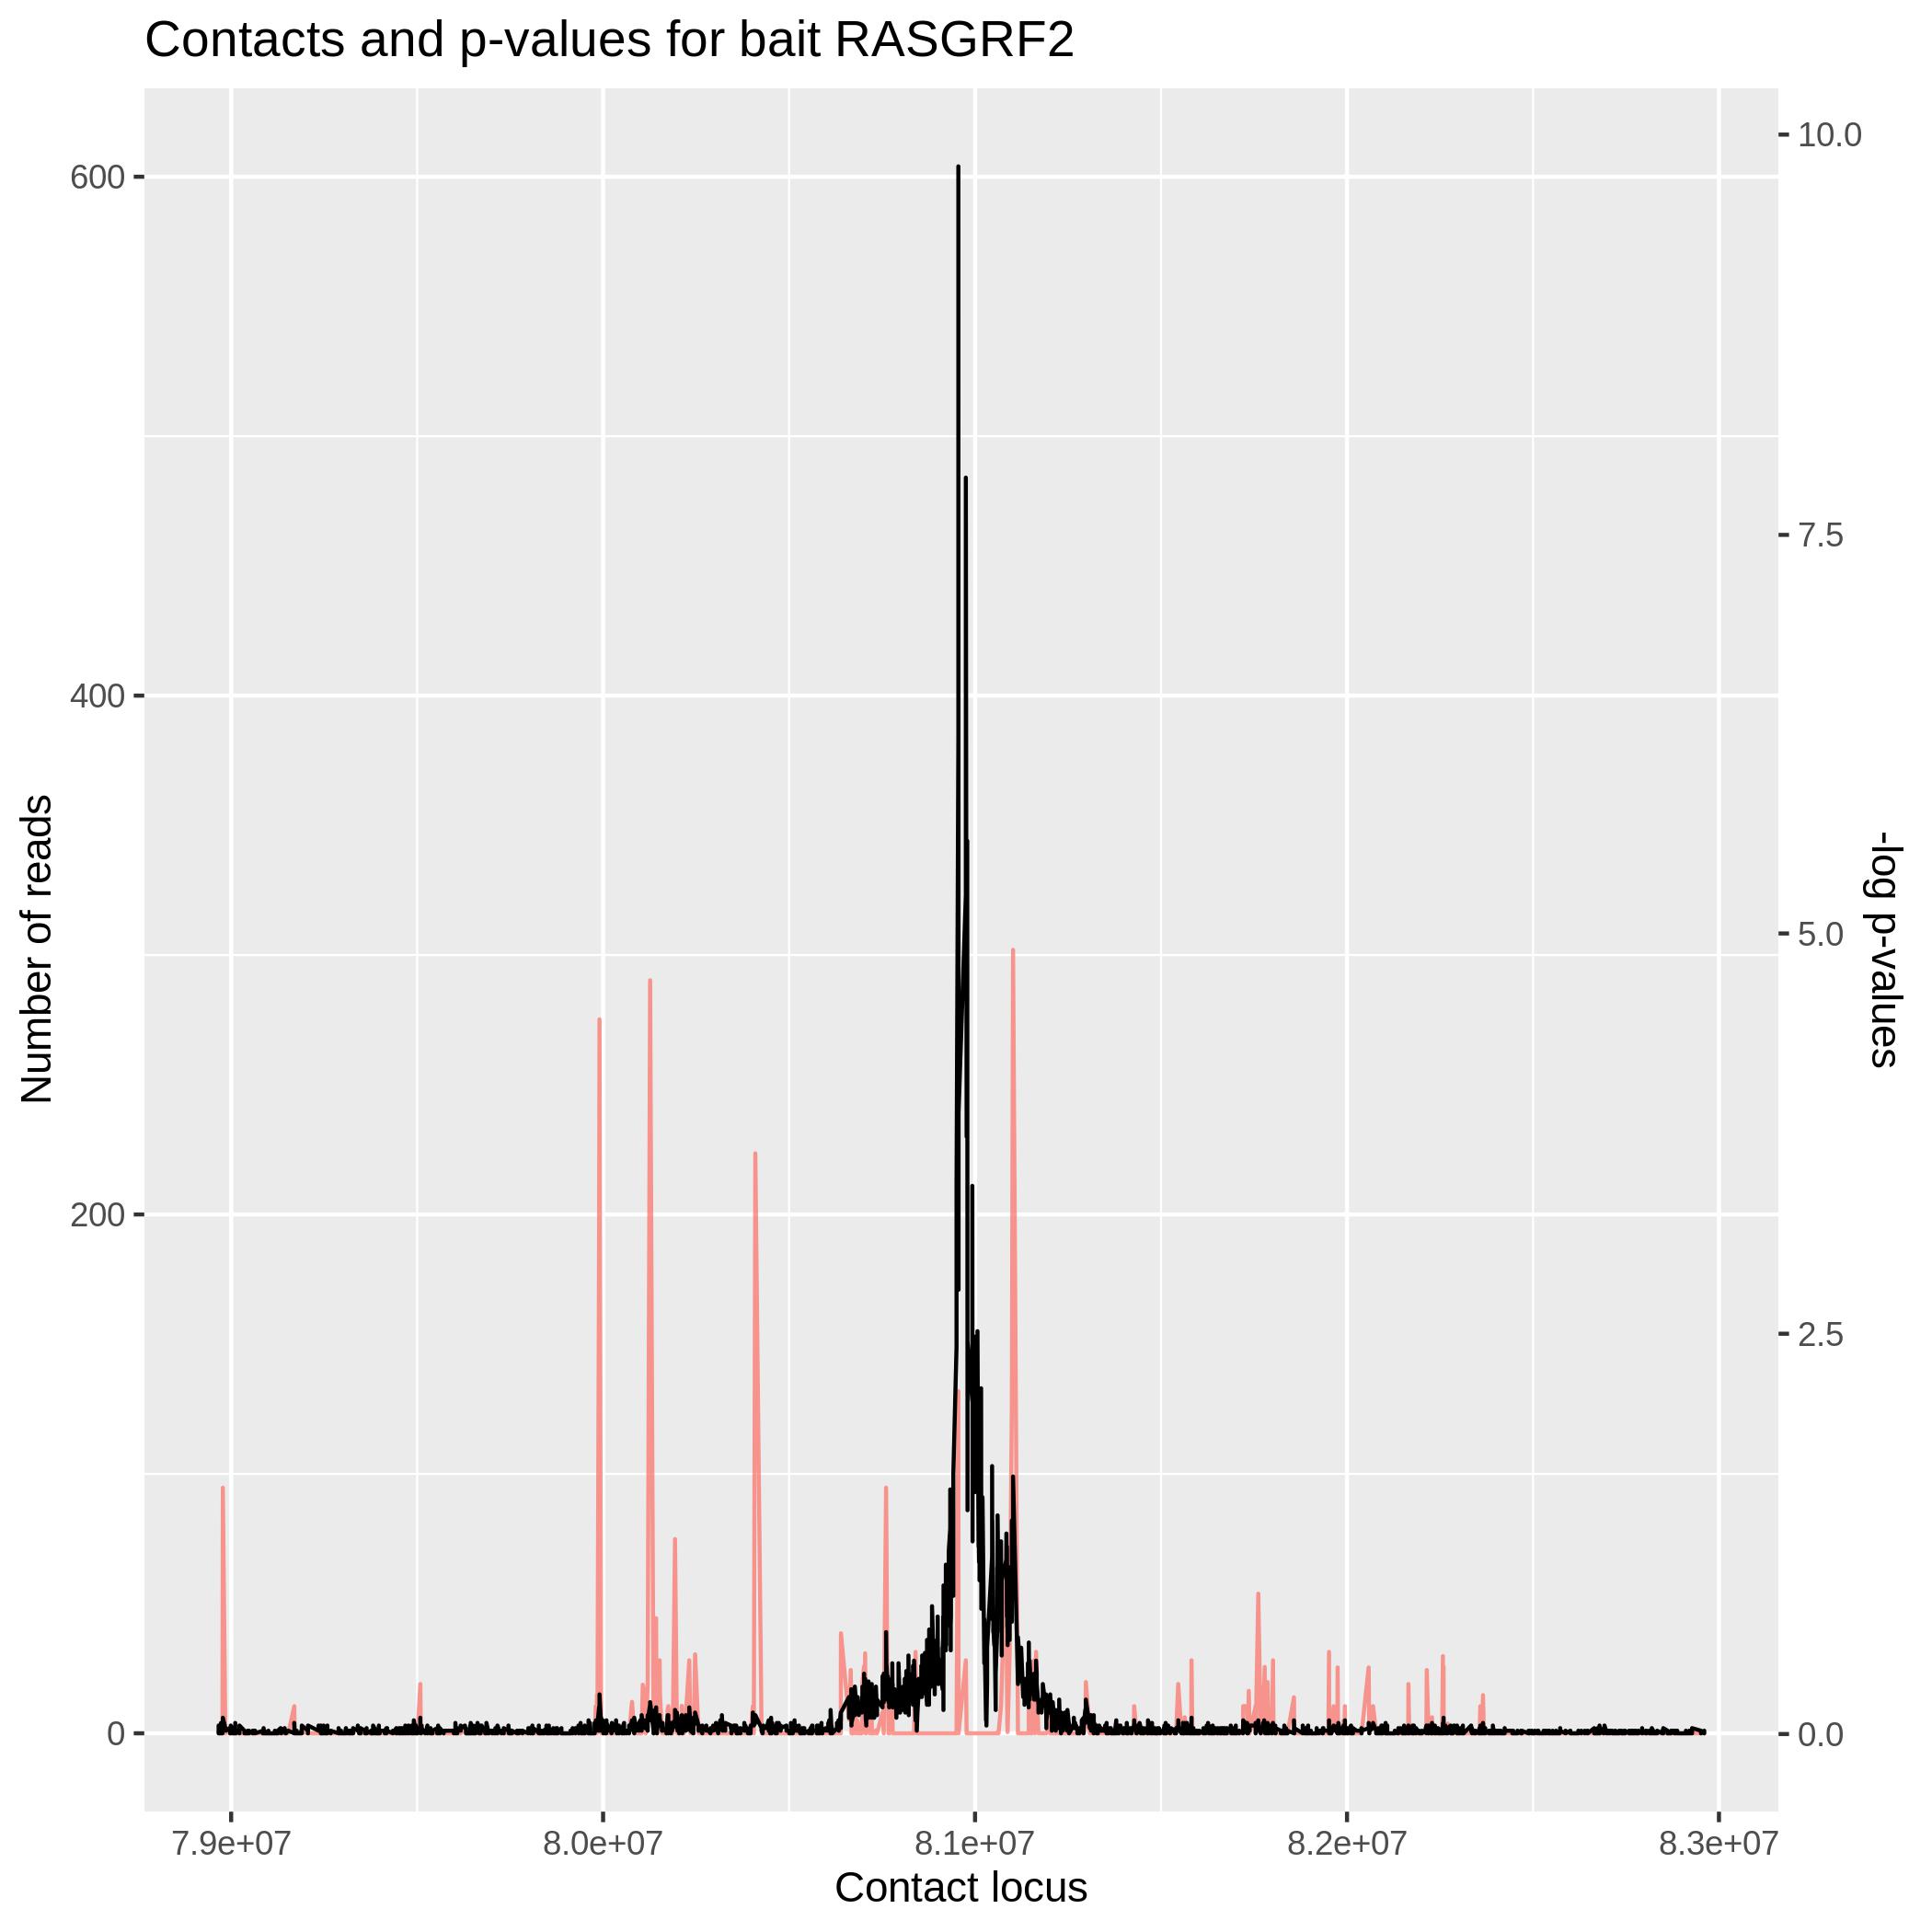 Contacts and p-values for bait RASGRF2
600
400
200
0
10.0
7.5
5.0
2.5
0.0
Number of reads
-log p-values
7.9e+07
8.0e+07
8.1e+07
8.2e+07
8.3e+07
Contact locus